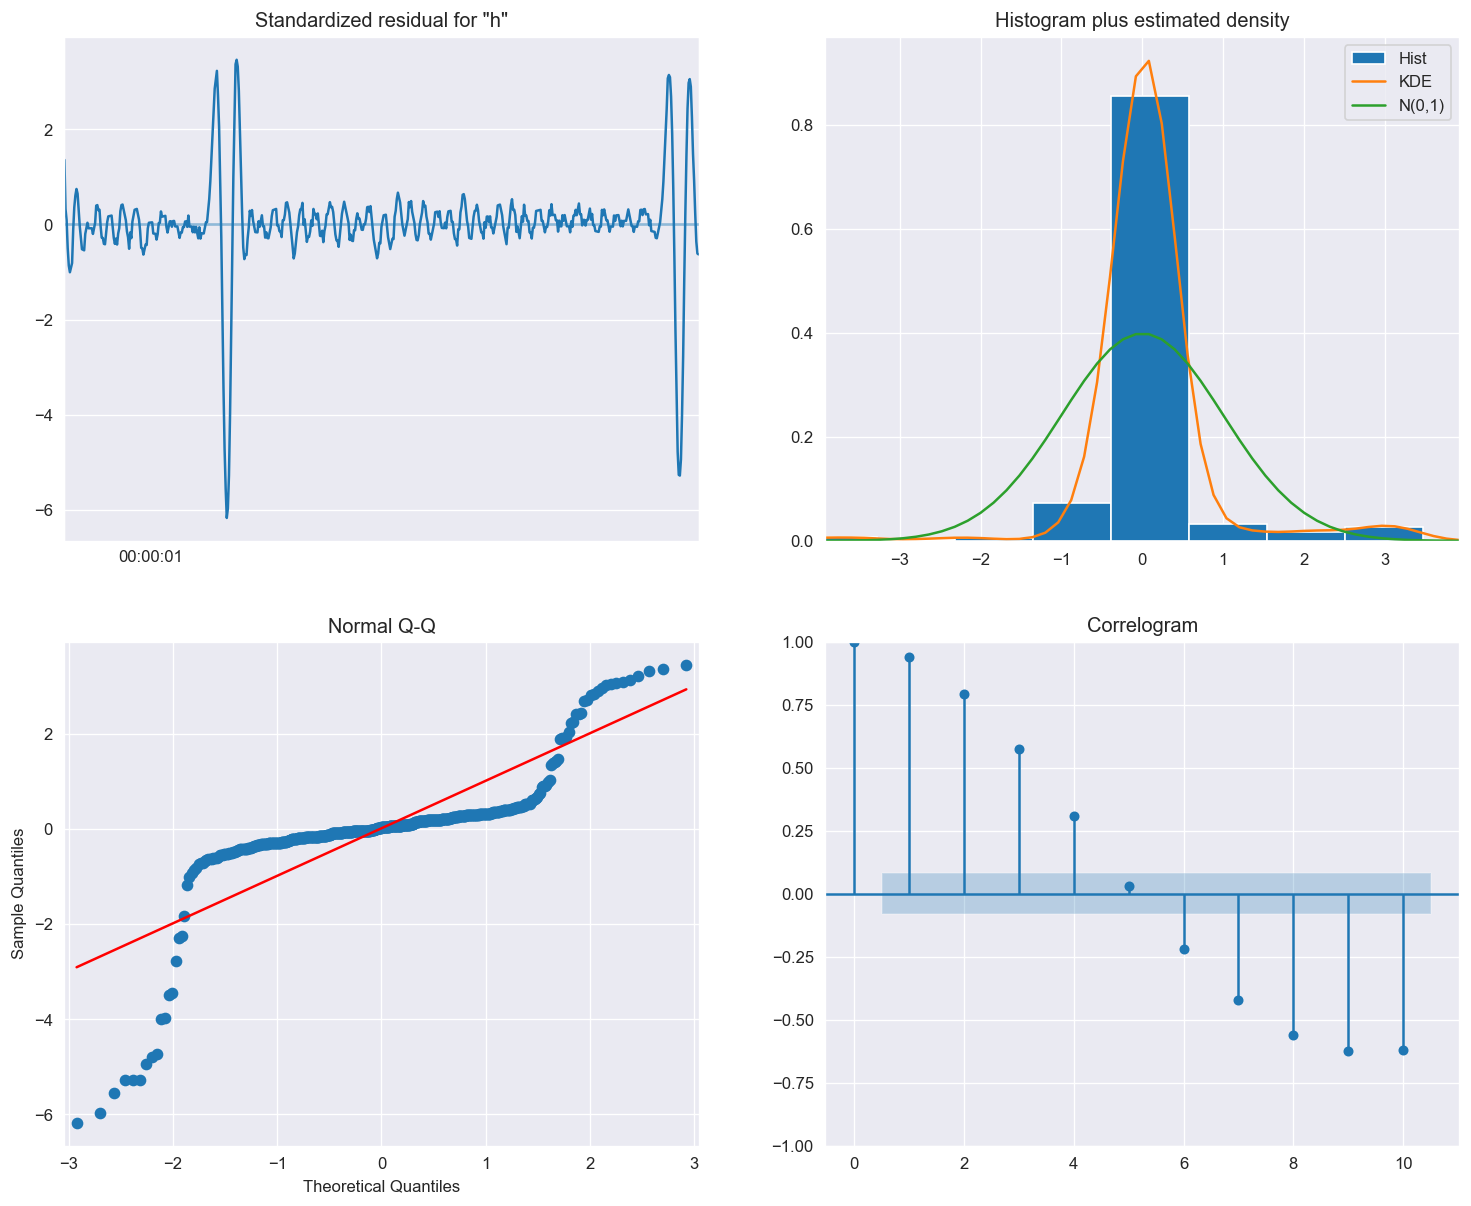 Standardized residual for "h"
2
0
−2
−4
−6
00:00:01
Histogram plus estimated density
Hist
KDE
N(0,1)
0.8
0.6
0.4
0.2
0.0
−3 −2 −1 0 1 2 3
Normal Q-Q
Sample Quantiles
2
0
−2
−4
−6
−3 −2 −1 0 1 2 3
Theoretical Quantiles
Correlogram
1.00
0.75
0.50
0.25
0.00
−0.25
−0.50
−0.75
−1.00
0 2 4 6 8 10